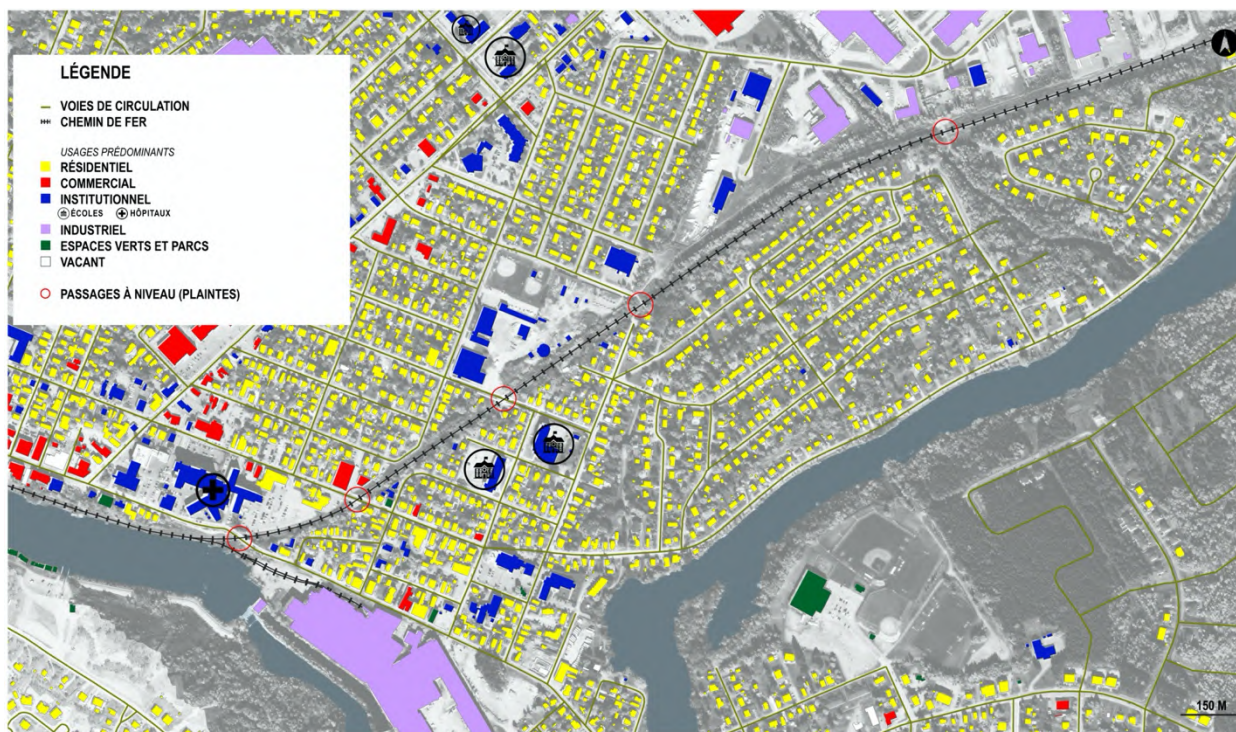 LÉGENDE
VOIES DE CIRCULATION
CHEMIN DE FER
USAGES PRÉDOMINANTS
RÉSIDENTIEL
COMMERCIAL
INSTITUTIONNEL
ÉCOLES HÔPITAUX
INDUSTRIEL
ESPACES VERTS ET PARCS
VACANT
PASSAGES À NIVEAU (PLAINTES)
150 M